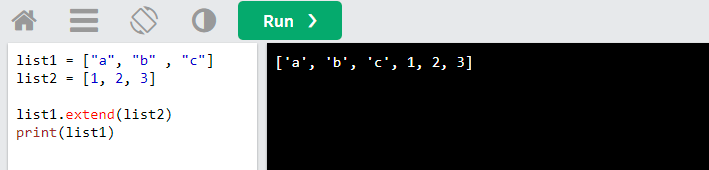 Run ❯
list1 = ["a", "b" , "c"]
list2 = [1, 2, 3]
list1.extend(list2)
print(list1)
['a', 'b', 'c', 1, 2, 3]